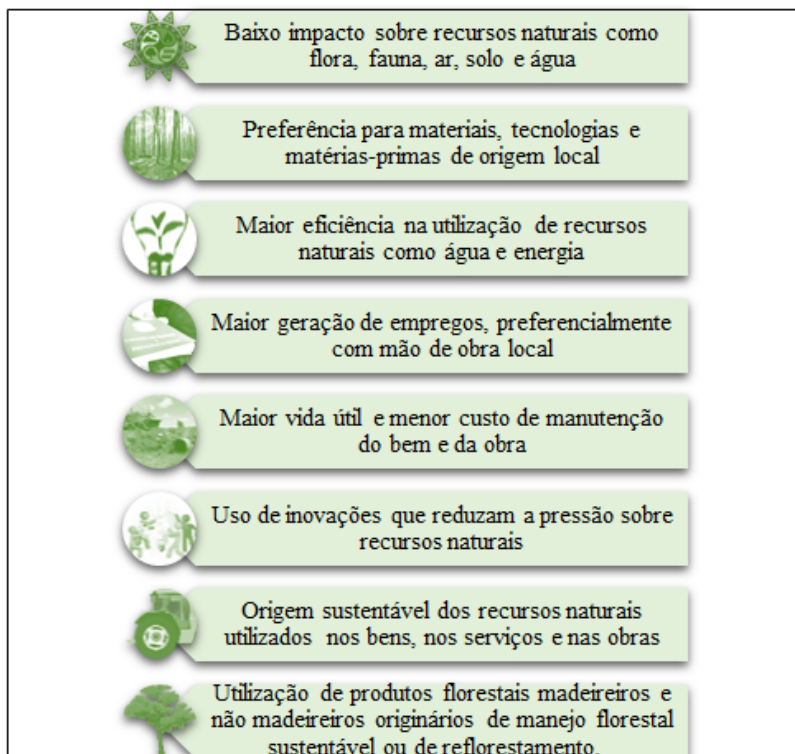 Baixo impacto sobre recursos naturais como
flora, fauna, ar, solo e água
Preferência para materiais, tecnologias e
matérias-primas de origem local
Maior eficiência na utilização de recursos
naturais como água e energia
Maior geração de empregos, preferencialmente
com mão de obra local
Maior vida útil e menor custo de manutenção
do bem e da obra
Uso de inovações que reduzam a pressão sobre
recursos naturais
Origem sustentável dos recursos naturais
utilizados nos bens, nos serviços e nas obras
Utilização de produtos florestais madeireiros e
não madeireiros originários de manejo florestal
sustentável ou de reflorestamento.